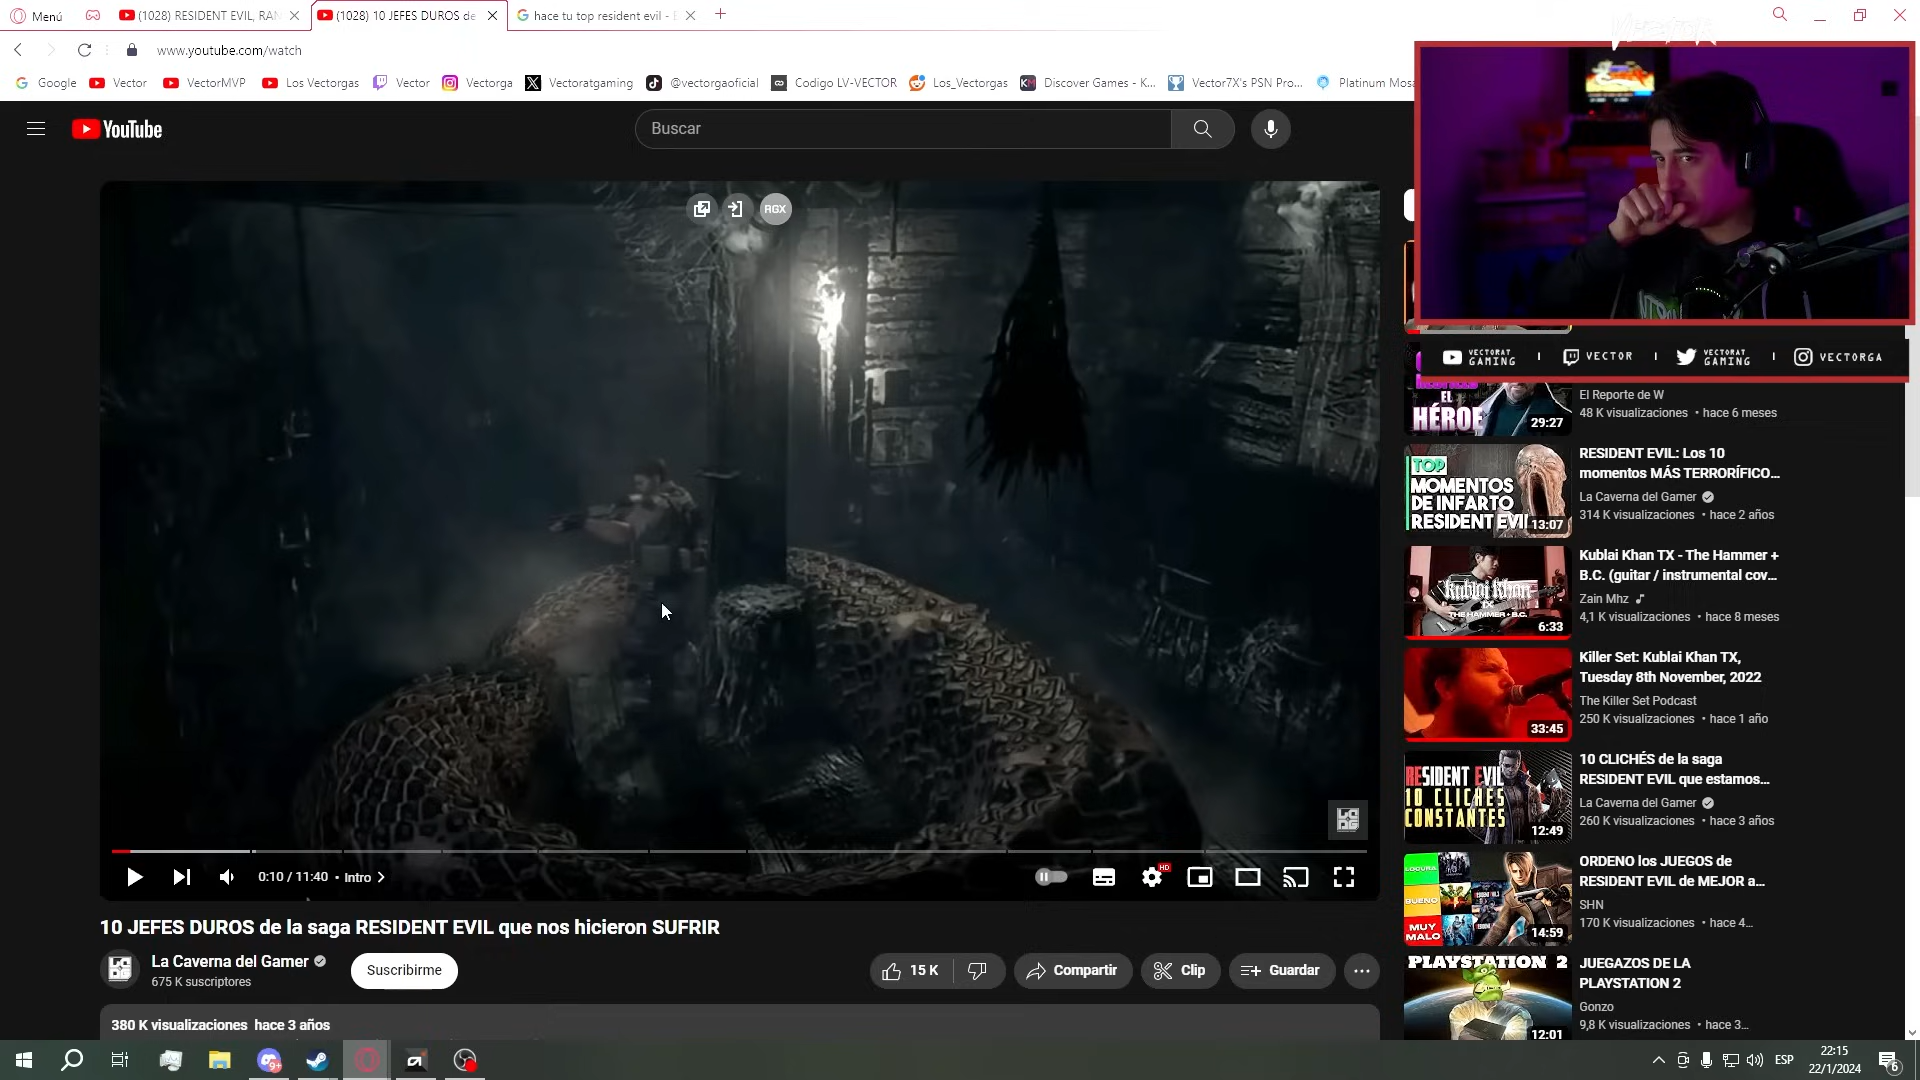 Menú
(1028) RESIDENT EVIL, RAN
(1028) 10 JEFES DUROS de
hace tu top resident evil -
www.youtube.com/watch
Google
Vector
VectorMVP
Los Vectorgas
Vector
Vectorga
Vectoratgaming
@vectorgaoficial
Codigo LV-VECTOR
Los_Vectorgas
Discover Games - K...
Vector7X's PSN Pro...
Platinum Mosa
YouTube
Buscar
RGX
VECTORAT GAMING
VECTOR
VECTORAT GAMING
VECTORGA
EL
HÉROE
29:27
El Reporte de W
48 K visualizaciones • hace 6 meses
TOP
MOMENTOS
DE INFARTO
RESIDENT EVIL
13:07
RESIDENT EVIL: Los 10
momentos MÁS TERRORÍFICO...
La Caverna del Gamer
314 K visualizaciones • hace 2 años
kublai khan
TX
THE HAMMER + B.C.
6:33
Kublai Khan TX - The Hammer +
B.C. (guitar / instrumental cov...
Zain Mhz
4,1 K visualizaciones • hace 8 meses
33:45
Killer Set: Kublai Khan TX,
Tuesday 8th November, 2022
The Killer Set Podcast
250 K visualizaciones • hace 1 año
RESIDENT EVIL
10 CLICHÉS
CONSTANTES
12:49
10 CLICHÉS de la saga
RESIDENT EVIL que estamos...
La Caverna del Gamer
260 K visualizaciones • hace 3 años
LOCURA
BUENO
MUY
MALO
14:59
ORDENO los JUEGOS de
RESIDENT EVIL de MEJOR a...
SHN
170 K visualizaciones • hace 4...
PLAYSTATION 2
12:01
JUEGAZOS DE LA
PLAYSTATION 2
Gonzo
9,8 K visualizaciones • hace 3...
0:10 / 11:40 • Intro
HD
10 JEFES DUROS de la saga RESIDENT EVIL que nos hicieron SUFRIR
La Caverna del Gamer
675 K suscriptores
Suscribirme
15 K
Compartir
Clip
Guardar
380 K visualizaciones hace 3 años
9+
ESP
22:15
22/1/2024
6